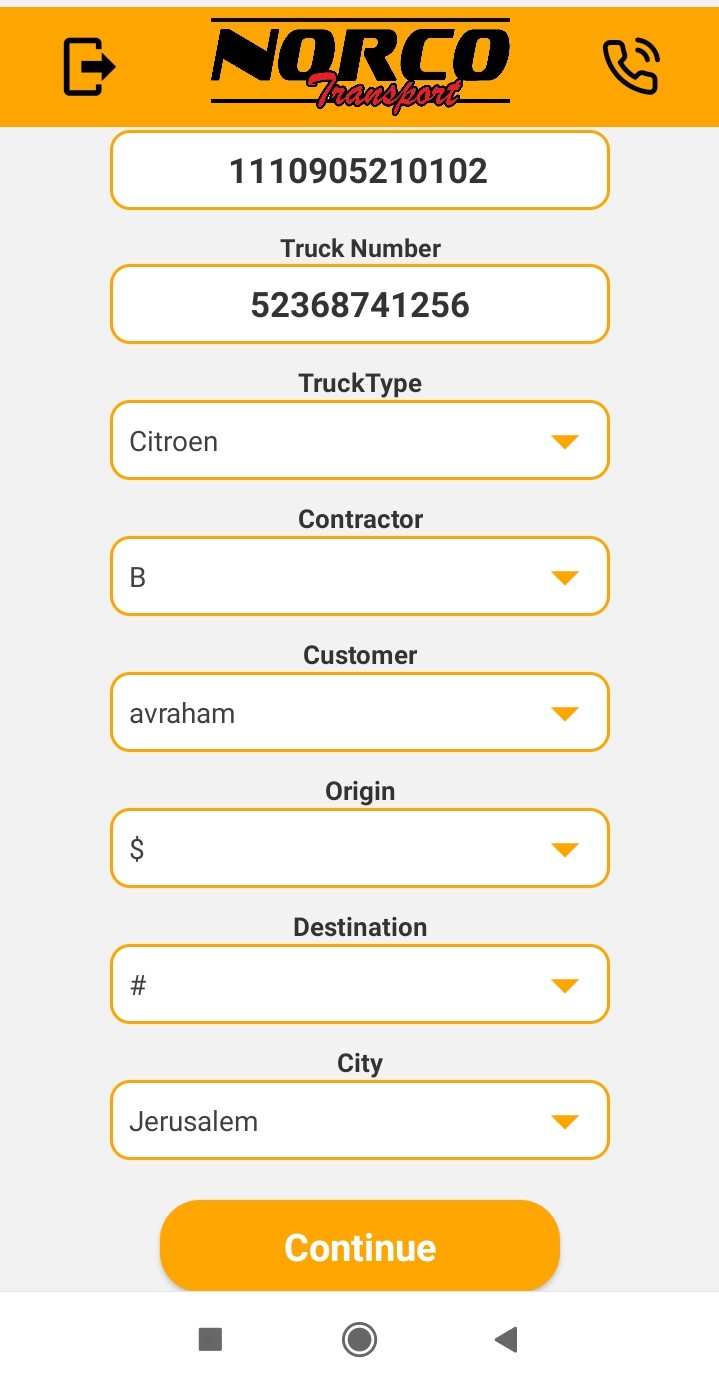 NORCO
Transport
1110905210102
Truck Number
52368741256
TruckType
Citroen
Contractor
B
Customer
avraham
Origin
$
Destination
#
City
Jerusalem
Continue